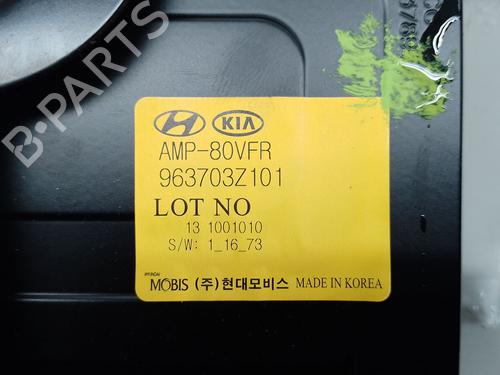 KIA
AMP-80VFR
963703Z101
LOT NO
13 1001010
S/W: 1_16_73
HYUNDAI
MOBIS (주)현대모비스 MADE IN KOREA